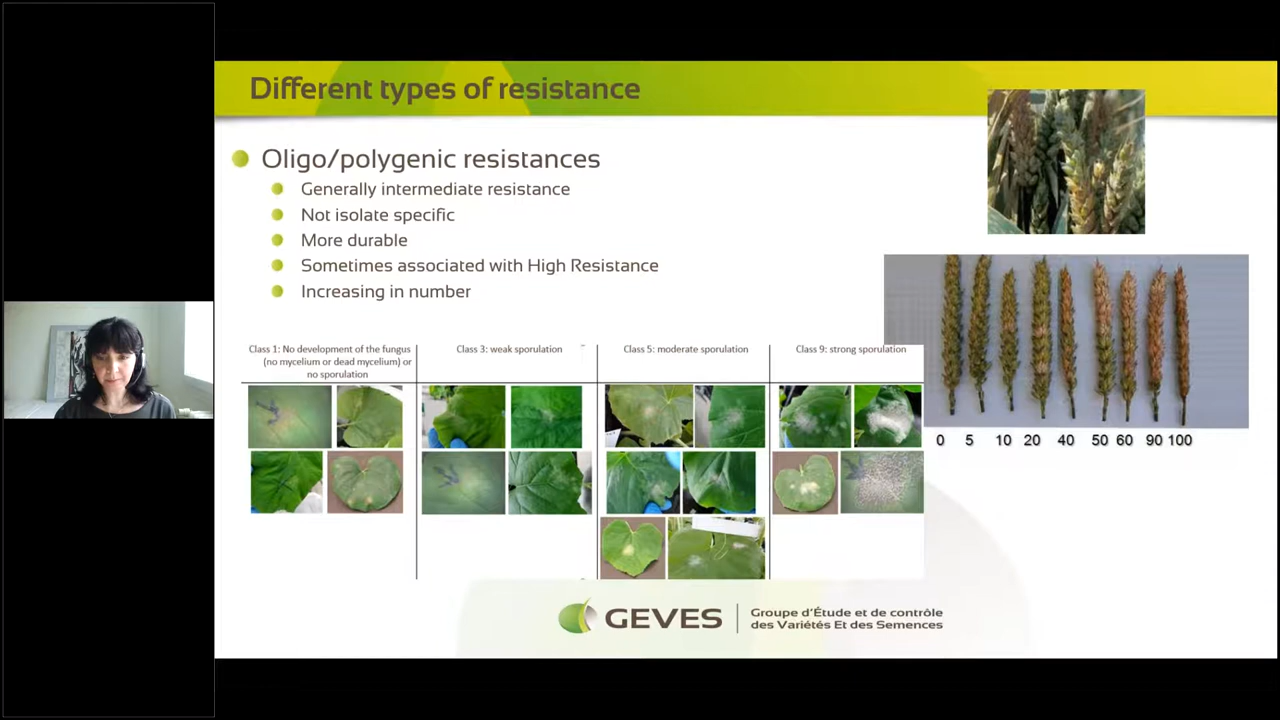 Different types of resistance
Oligo/polygenic resistances
Generally intermediate resistance
Not isolate specific
More durable
Sometimes associated with High Resistance
Increasing in number
Class 1: No development of the fungus
(no mycelium or dead mycelium) or
no sporulation
Class 3: weak sporulation
Class 5: moderate sporulation
Class 9: strong sporulation
0 5 10 20 40 50 60 90 100
GEVES
Groupe d'Étude et de contrôle
des Variétés Et des Semences